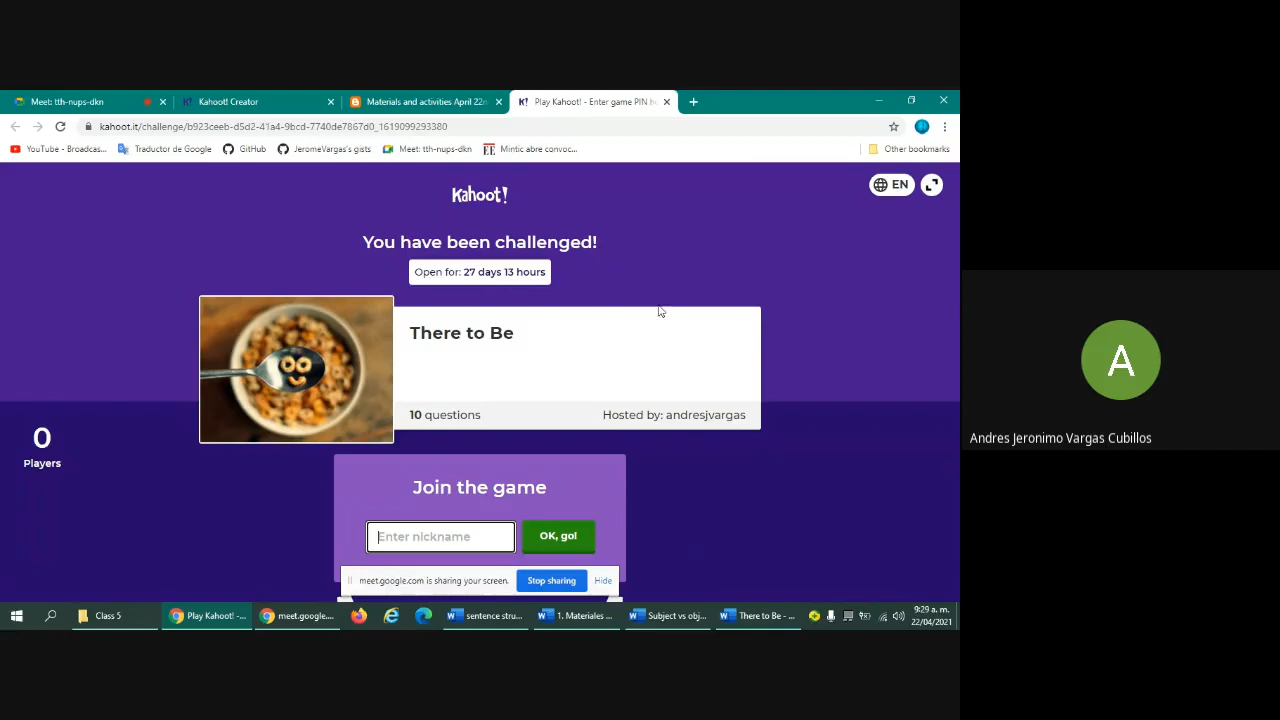 Meet: tth-nups-dkn
Kahoot! Creator
Materials and activities April 22n
Play Kahoot! - Enter game PIN h
kahoot.it/challenge/b923ceeb-d5d2-41a4-9bcd-7740de7867d0_1619099293380
YouTube - Broadcas...
Traductor de Google
GitHub
JeromeVargas's gists
Meet: tth-nups-dkn
Mintic abre convoc...
Other bookmarks
Kahoot!
EN
You have been challenged!
Open for: 27 days 13 hours
There to Be
10 questions
Hosted by: andresjvargas
0
Players
Join the game
Enter nickname
OK, go!
meet.google.com is sharing your screen.
Stop sharing
Hide
Class 5
Play Kahoot! -...
meet.google....
sentence stru...
1. Materiales ...
Subject vs obj...
There to Be - ...
9:29 a. m.
22/04/2021
A
Andres Jeronimo Vargas Cubillos